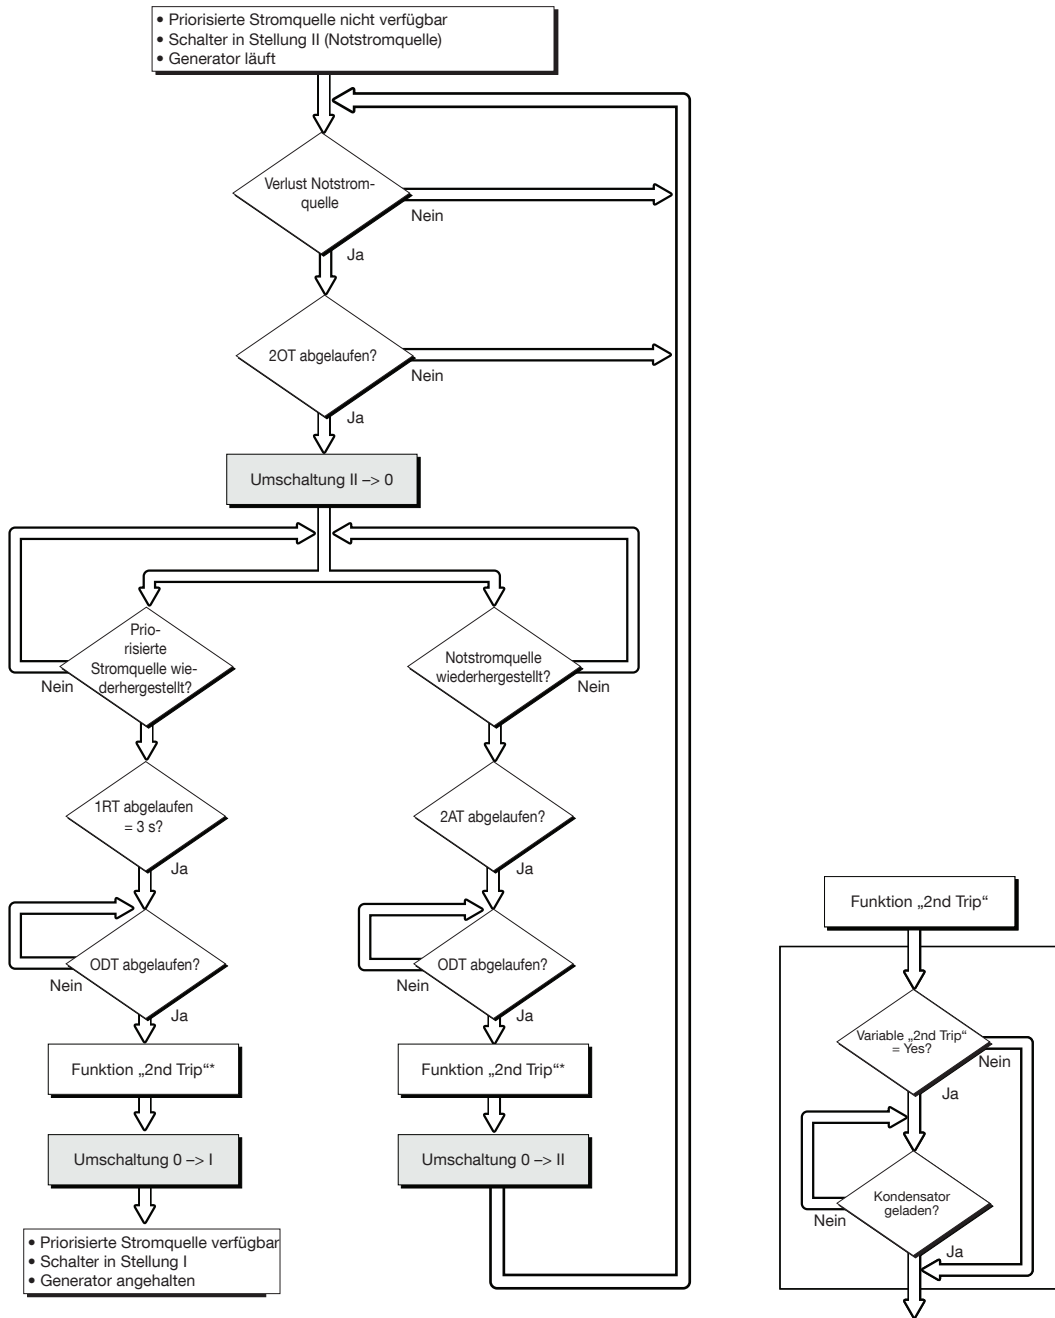 • Priorisierte Stromquelle nicht verfügbar
• Schalter in Stellung II (Notstromquelle)
• Generator läuft
Verlust Notstrom-
quelle
Nein
Ja
2OT abgelaufen?
Nein
Ja
Umschaltung II –> 0
Prio-
risierte
Stromquelle wie-
derhergestellt?
Nein
Notstromquelle
wiederhergestellt?
Nein
1RT abgelaufen
= 3 s?
Ja
2AT abgelaufen?
Ja
ODT abgelaufen?
Nein
Ja
ODT abgelaufen?
Nein
Ja
Funktion „2nd Trip“*
Funktion „2nd Trip“*
Umschaltung 0 –> I
Umschaltung 0 –> II
• Priorisierte Stromquelle verfügbar
• Schalter in Stellung I
• Generator angehalten
Funktion „2nd Trip“
Variable „2nd Trip“
= Yes?
Nein
Ja
Kondensator
geladen?
Nein
Ja